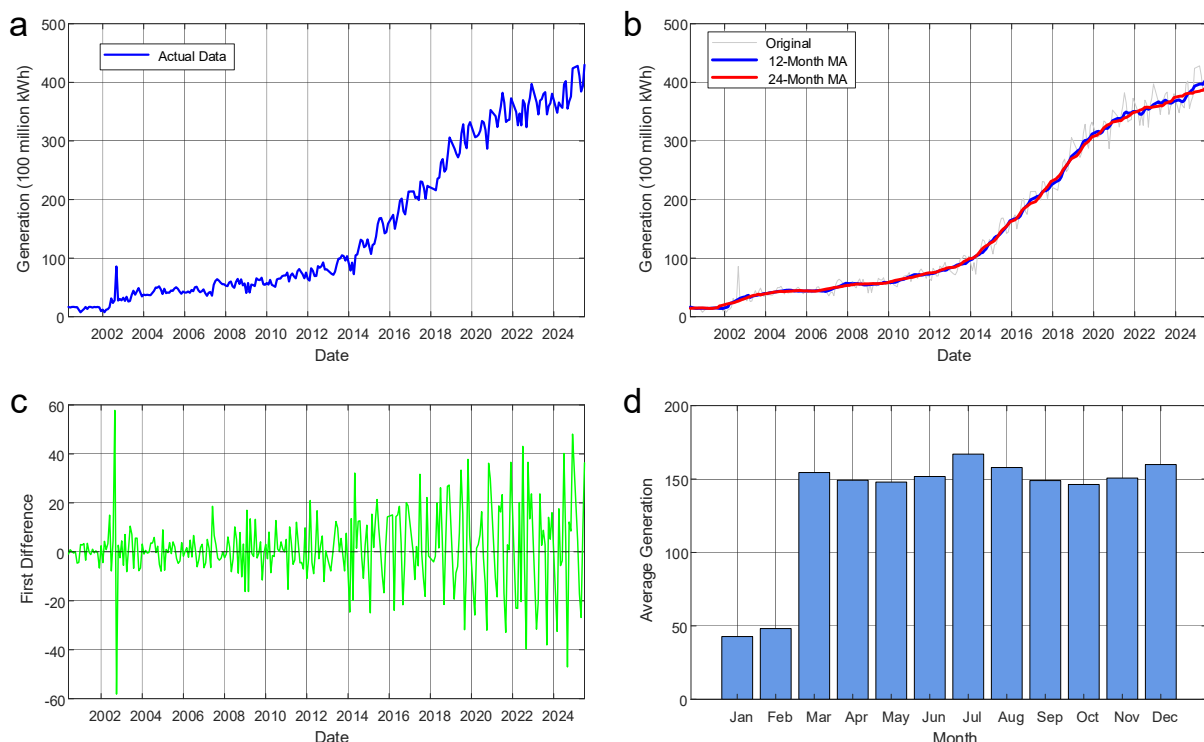 a
500
400
300
200
100
0
Generation (100 million kWh)
Actual Data
2002 2004 2006 2008 2010 2012 2014 2016 2018 2020 2022 2024
Date
b
500
400
300
200
100
0
Generation (100 million kWh)
Original
12-Month MA
24-Month MA
2002 2004 2006 2008 2010 2012 2014 2016 2018 2020 2022 2024
Date
c
60
40
20
0
-20
-40
-60
First Difference
2002 2004 2006 2008 2010 2012 2014 2016 2018 2020 2022 2024
Date
d
200
150
100
50
0
Average Generation
Jan Feb Mar Apr May Jun Jul Aug Sep Oct Nov Dec
Month